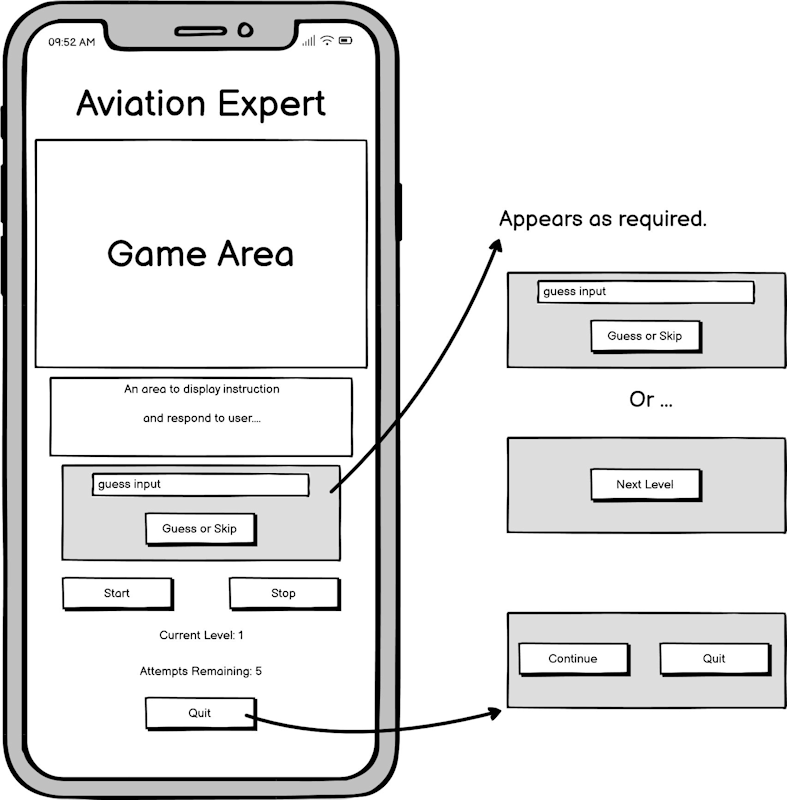 09:52 AM
Aviation Expert
Game Area
An area to display instruction
and respond to user....
guess input
Guess or Skip
Start
Stop
Current Level: 1
Attempts Remaining: 5
Quit
Appears as required.
guess input
Guess or Skip
Or ...
Next Level
Continue
Quit